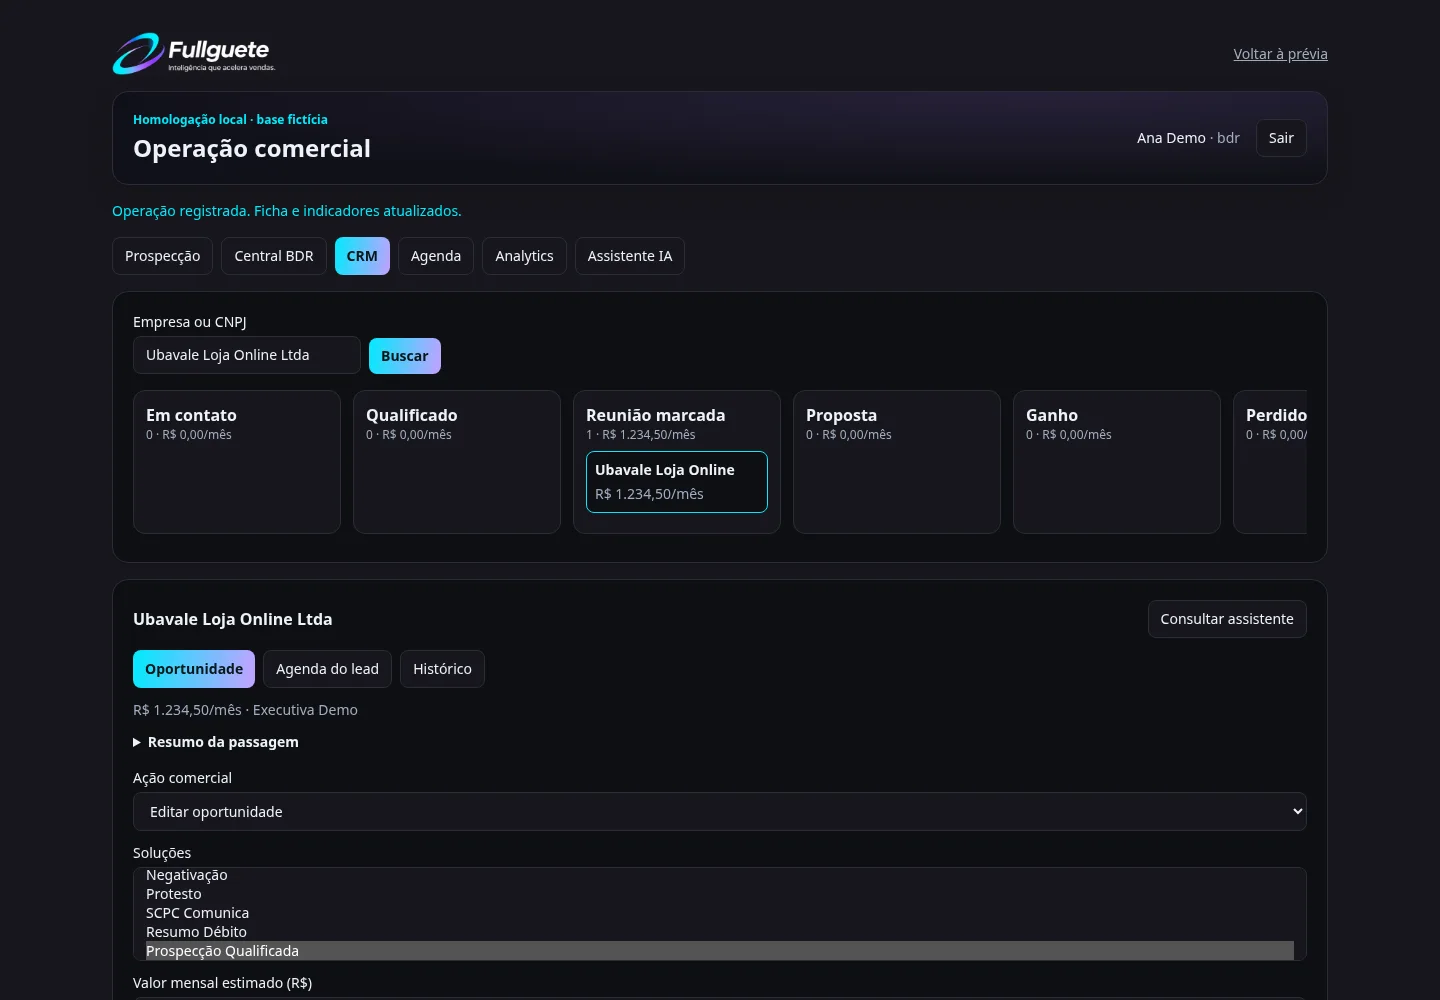 Fullguete
Inteligência que acelera vendas.
Voltar à prévia
Homologação local · base fictícia
Operação comercial
Ana Demo · bdr
Sair
Operação registrada. Ficha e indicadores atualizados.
Prospecção
Central BDR
CRM
Agenda
Analytics
Assistente IA
Empresa ou CNPJ
Ubavale Loja Online Ltda
Buscar
Em contato
0 · R$ 0,00/mês
Qualificado
0 · R$ 0,00/mês
Reunião marcada
1 · R$ 1.234,50/mês
Ubavale Loja Online
R$ 1.234,50/mês
Proposta
0 · R$ 0,00/mês
Ganho
0 · R$ 0,00/mês
Perdido
0 · R$ 0,00/
Ubavale Loja Online Ltda
Consultar assistente
Oportunidade
Agenda do lead
Histórico
R$ 1.234,50/mês · Executiva Demo
Resumo da passagem
Ação comercial
Editar oportunidade
Soluções
Negativação
Protesto
SCPC Comunica
Resumo Débito
Prospecção Qualificada
Valor mensal estimado (R$)